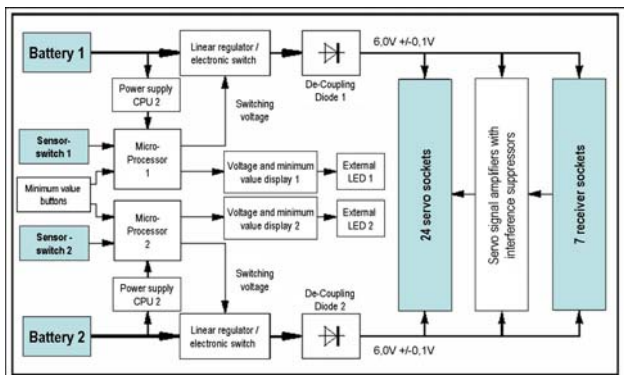 Battery 1
Linear regulator /
electronic switch
De-Coupling
Diode 1
6,0V +/-0,1V
Power supply
CPU 2
Switching
voltage
Sensor-
switch 1
Micro-
Processor
1
Voltage and minimum
value display 1
External
LED 1
Minimum value
buttons
Micro-
Processor
2
Voltage and minimum
value display 2
External
LED 2
Sensor -
switch 2
Power supply
CPU 2
Switching
voltage
Battery 2
Linear regulator /
electronic switch
De-Coupling
Diode 2
6,0V +/-0,1V
24 servo sockets
Servo signal amplifiers with
interference suppressors
7 receiver sockets